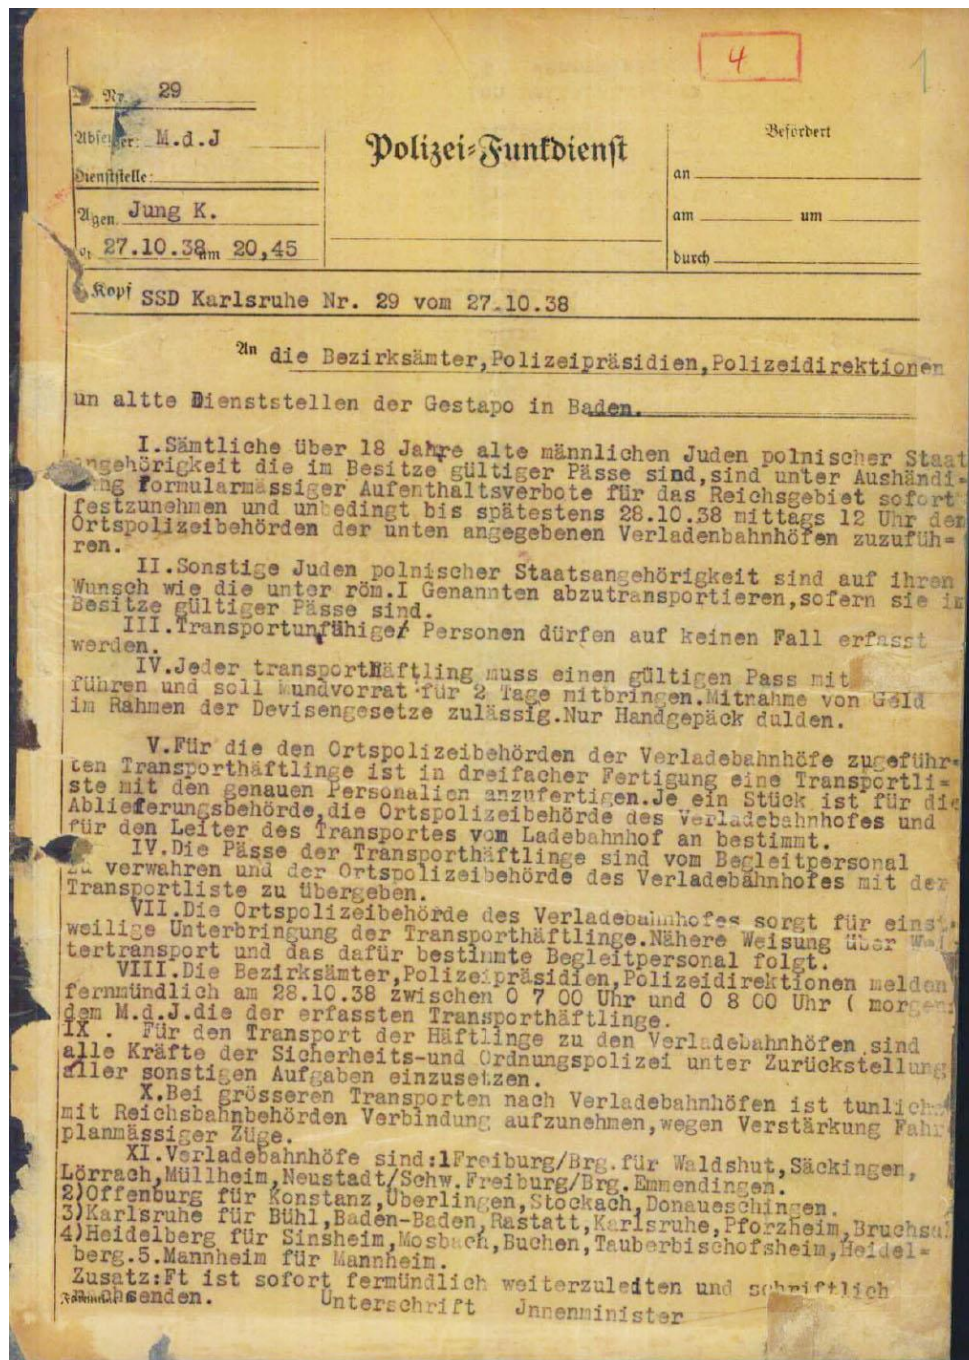 4
1
Nr. 29
Absender: M.d.J
Polizei-Funkdienst
Befördert
Dienststelle:
an
Agen Jung K.
am um
27.10.38 um 20,45
durch
Kopf SSD Karlsruhe Nr. 29 vom 27.10.38
An die Bezirksämter,Polizeipräsidien,Polizeidirektionen
un altte Dienststellen der Gestapo in Baden.
I.Sämtliche über 18 Jahre alte männlichen Juden polnischer Staat
angehörigkeit die im Besitze gültiger Pässe sind,sind unter Aushändi-
ung formularmässiger Aufenthaltsverbote für das Reichsgebiet sofort
festzunehmen und unbedingt bis spätestens 28.10.38 mittags 12 Uhr den
Ortspolizeibehörden der unten angegebenen Verladenbahnhöfen zuzufüh=
ren.
II.Sonstige Juden polnischer Staatsangehörigkeit sind auf ihren
Wunsch wie die unter röm.I Genannten abzutransportieren,sofern sie im
Besitze gültiger Pässe sind.
III.Transportunfähige Personen dürfen auf keinen Fall erfasst
werden.
IV.Jeder transportHäftling muss einen gültigen Pass mit
führen und soll Mundvorrat für 2 Tage mitbringen.Mitnahme von Geld
im Rahmen der Devisengesetze zulässig.Nur Handgepäck dulden.
V.Für die den Ortspolizeibehörden der Verladebahnhöfe zugeführ=
ten Transporthäftlinge ist in dreifacher Fertigung eine Transportli=
ste mit den genauen Personalien anzufertigen.Je ein Stück ist für die
Ablieferungsbehörde,die Ortspolizeibehörde des Verladebahnhofes und
für den Leiter des Transportes vom Ladebahnhof an bestimmt.
IV.Die Pässe der Transporthäftlinge sind vom Begleitpersonal
zu verwahren und der Ortspolizeibehörde des Verladebahnhofes mit der
Transportliste zu übergeben.
VII.Die Ortspolizeibehörde des Verladebahnhofes sorgt für einst
weilige Unterbringung der Transporthäftlinge.Nähere Weisung über Wei
tertransport und das dafür bestimmte Begleitpersonal folgt.
VIII.Die Bezirksämter,Polizeipräsidien,Polizeidirektionen melden
fernmündlich am 28.10.38 zwischen 0 7 00 Uhr und 0 8 00 Uhr ( morgens
dem M.d.J.die der erfassten Transporthäftlinge.
IX . Für den Transport der Häftlinge zu den Verladebahnhöfen sind
alle Kräfte der Sicherheits-und Ordnungspolizei unter Zurückstellung
aller sonstigen Aufgaben einzusetzen.
X.Bei grösseren Transporten nach Verladebahnhöfen ist tunlichs
mit Reichsbahnbehörden Verbindung aufzunehmen,wegen Verstärkung Fahr
planmässiger Züge.
XI.Verladebahnhöfe sind:1Freiburg/Brg.für Waldshut,Säckingen,
Lörrach,Müllheim,Neustadt/Schw.Freiburg/Brg.Emmendingen.
2)Offenburg für Konstanz,Überlingen,Stockach,Donaueschingen.
3)Karlsruhe für Bühl,Baden-Baden,Rastatt,Karlsruhe,Pforzheim,Bruchsal
4)Heidelberg für Sinsheim,Mosbach,Buchen,Tauberbischofsheim,Heidel=
berg.5.Mannheim für Mannheim.
Zusatz:Ft ist sofort fermündlich weiterzuleiten und schriftlich
nachsenden. Unterschrift Jnnenminister